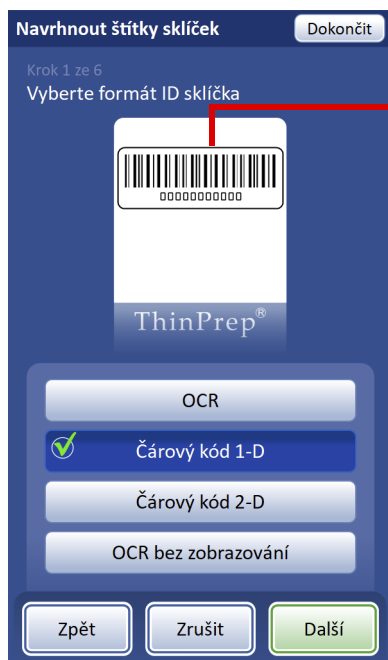 Navrhnout štítky sklíček
Dokončit
Krok 1 ze 6
Vyberte formát ID sklíčka
00000000000
ThinPrep®
OCR
Čárový kód 1-D
Čárový kód 2-D
OCR bez zobrazování
Zpět
Zrušit
Další